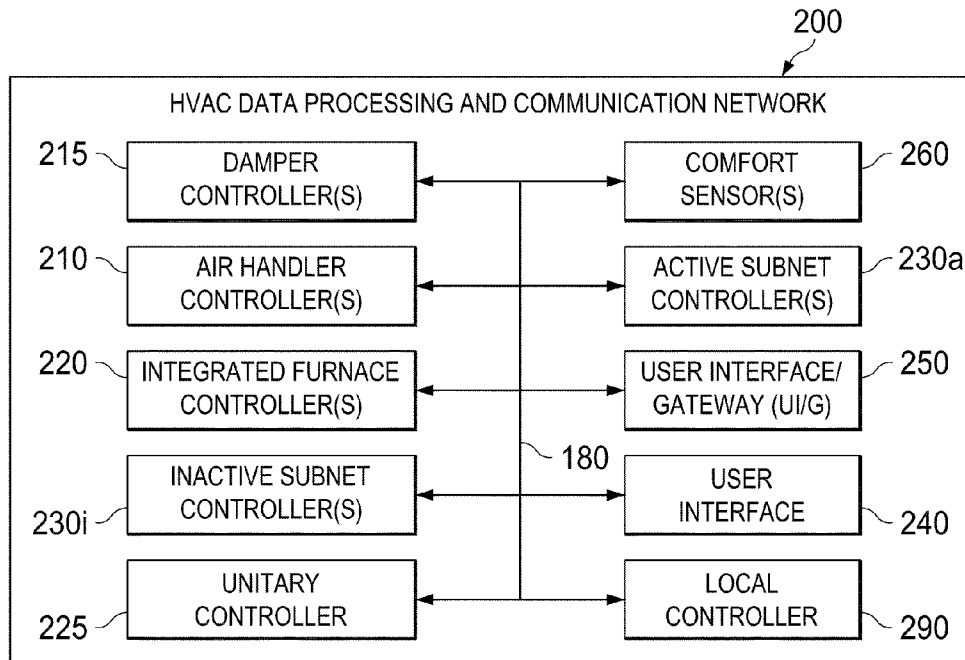 200
HVAC DATA PROCESSING AND COMMUNICATION NETWORK
215
DAMPER
CONTROLLER(S)
COMFORT
SENSOR(S)
260
210
AIR HANDLER
CONTROLLER(S)
ACTIVE SUBNET
CONTROLLER(S)
230a
220
INTEGRATED FURNACE
CONTROLLER(S)
USER INTERFACE/
GATEWAY (UI/G)
250
180
INACTIVE SUBNET
CONTROLLER(S)
230i
USER
INTERFACE
240
UNITARY
CONTROLLER
225
LOCAL
CONTROLLER
290